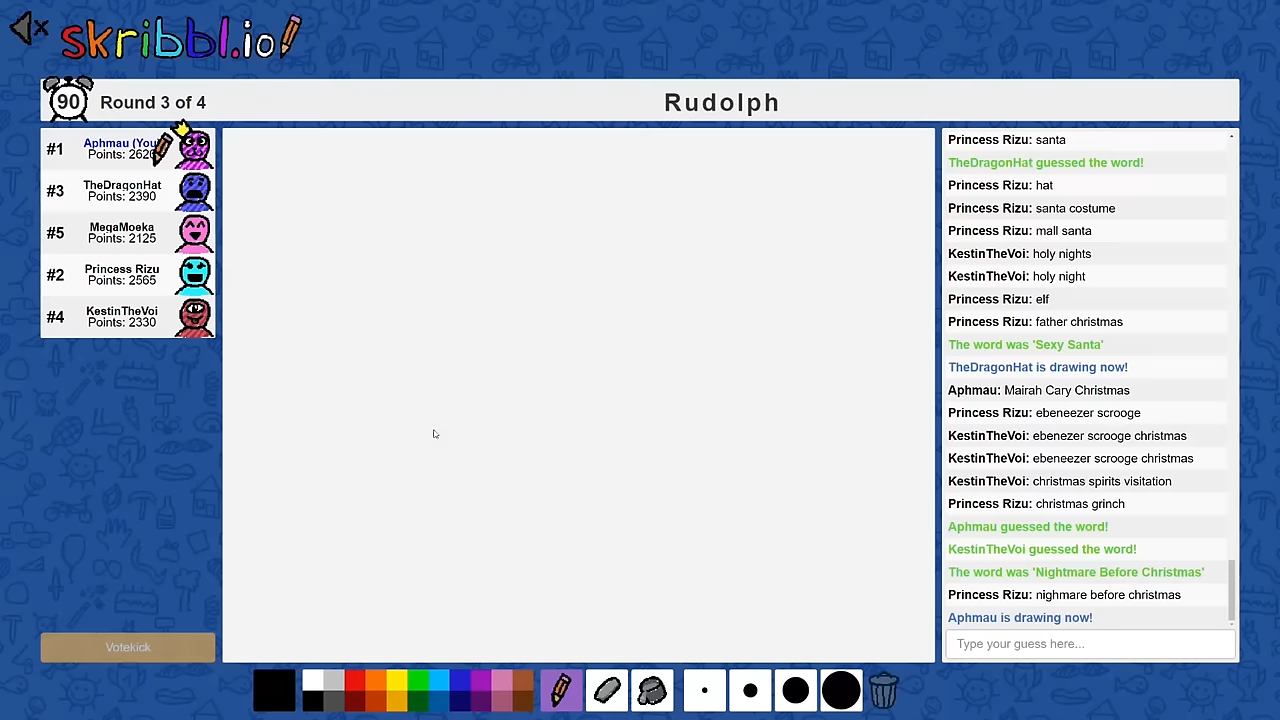 skribbl.io
90
Round 3 of 4
Rudolph
#1
Aphmau (You
Points: 2620
#3
TheDragonHat
Points: 2390
#5
MegaMoeka
Points: 2125
#2
Princess Rizu
Points: 2565
#4
KestinTheVoi
Points: 2330
Votekick
Princess Rizu: santa
TheDragonHat guessed the word!
Princess Rizu: hat
Princess Rizu: santa costume
Princess Rizu: mall santa
KestinTheVoi: holy nights
KestinTheVoi: holy night
Princess Rizu: elf
Princess Rizu: father christmas
The word was 'Sexy Santa'
TheDragonHat is drawing now!
Aphmau: Mairah Cary Christmas
Princess Rizu: ebeneezer scrooge
KestinTheVoi: ebenezer scrooge christmas
KestinTheVoi: ebeneezer scrooge christmas
KestinTheVoi: christmas spirits visitation
Princess Rizu: christmas grinch
Aphmau guessed the word!
KestinTheVoi guessed the word!
The word was 'Nightmare Before Christmas'
Princess Rizu: nighmare before christmas
Aphmau is drawing now!
Type your guess here...